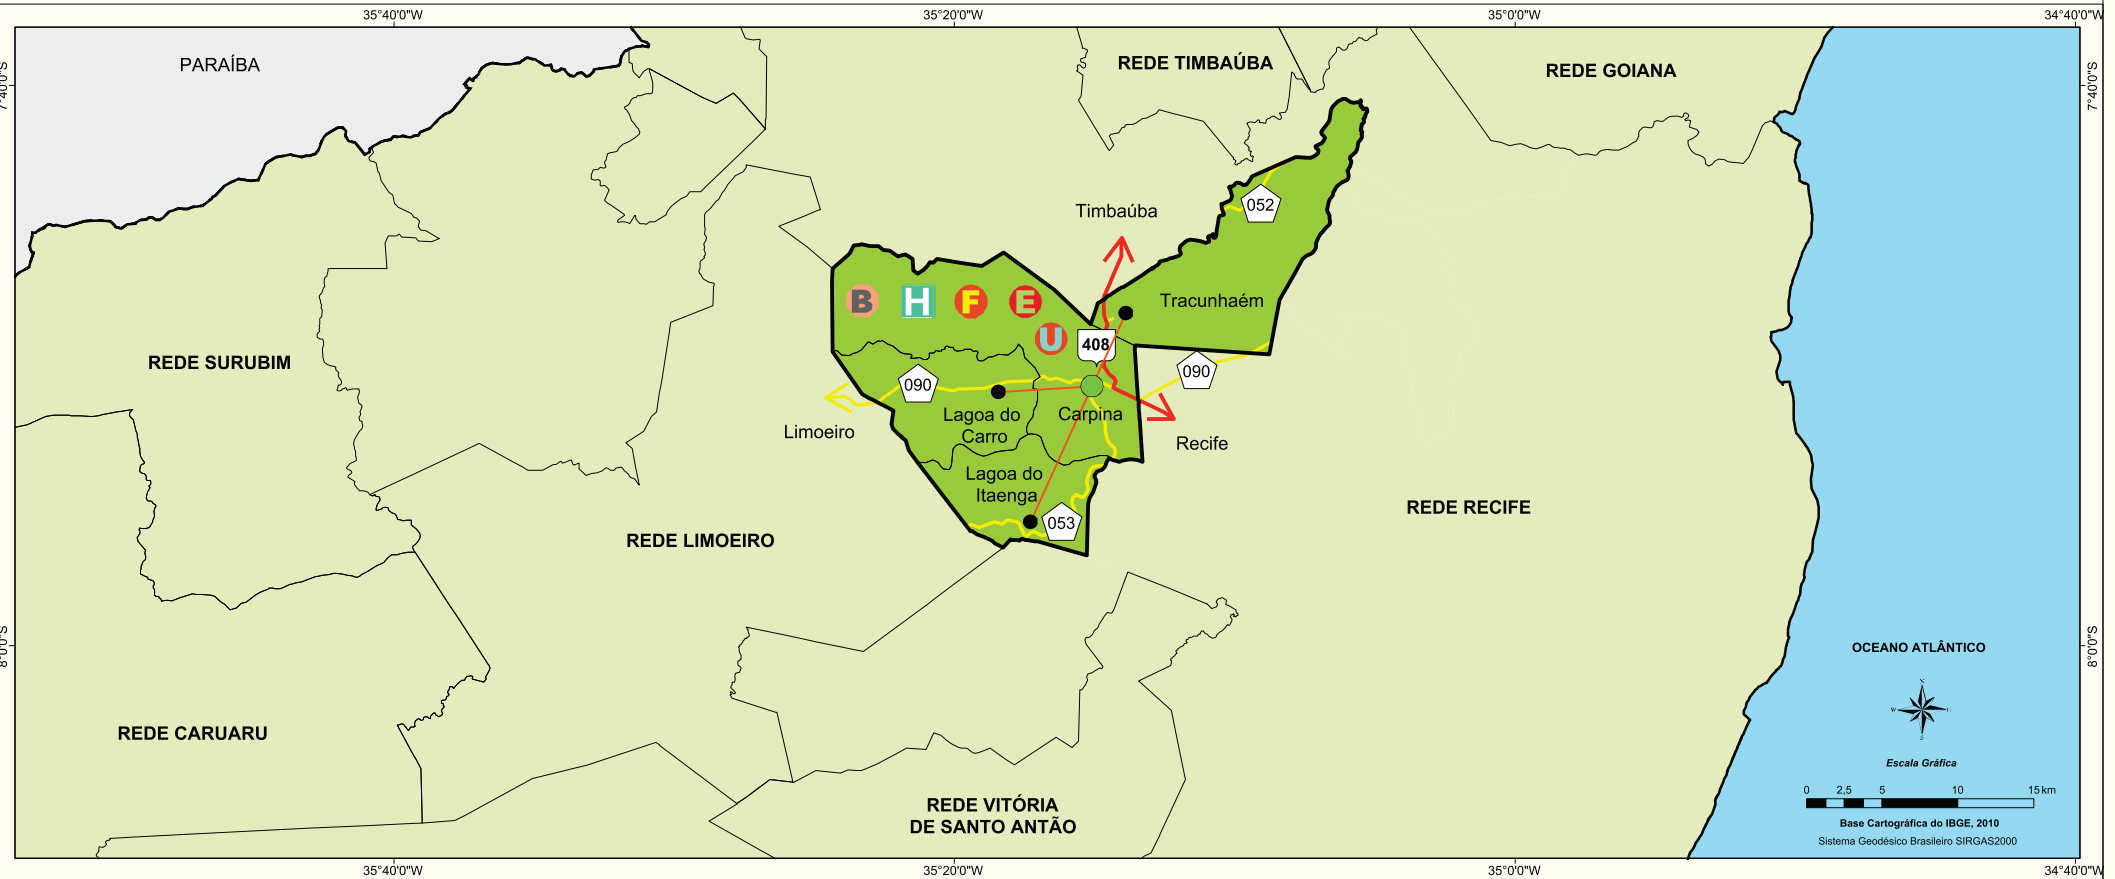 35°40'0"W
35°20'0"W
35°0'0"W
34°40'0"W
7°40'0"S
7°40'0"S
PARAÍBA
REDE TIMBAÚBA
REDE GOIANA
052
Timbaúba
B
H
F
E
U
Tracunhaém
408
REDE SURUBIM
090
090
Lagoa do
Carro
Carpina
Limoeiro
Recife
Lagoa do
Itaenga
053
REDE RECIFE
REDE LIMOEIRO
8°0'0"S
8°0'0"S
OCEANO ATLÂNTICO
N
W
E
S
REDE CARUARU
Escala Gráfica
0 2,5 5 10 15 km
REDE VITÓRIA
DE SANTO ANTÃO
Base Cartográfica do IBGE, 2010
Sistema Geodésico Brasileiro SIRGAS2000
35°40'0"W
35°20'0"W
35°0'0"W
34°40'0"W